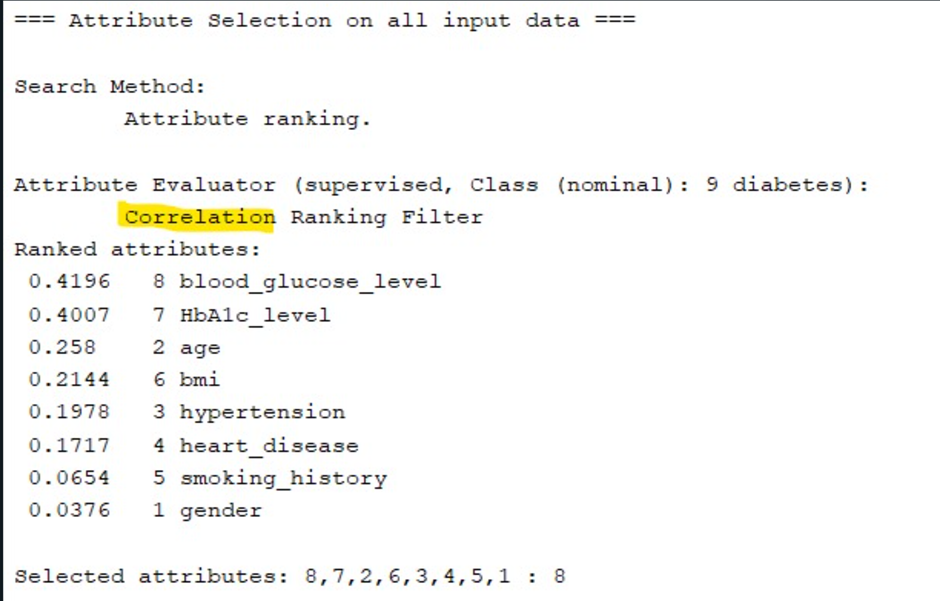 === Attribute Selection on all input data ===
Search Method:
Attribute ranking.
Attribute Evaluator (supervised, Class (nominal): 9 diabetes):
Correlation Ranking Filter
Ranked attributes:
0.4196 8 blood_glucose_level
0.4007 7 HbA1c_level
0.258 2 age
0.2144 6 bmi
0.1978 3 hypertension
0.1717 4 heart_disease
0.0654 5 smoking_history
0.0376 1 gender
Selected attributes: 8,7,2,6,3,4,5,1 : 8